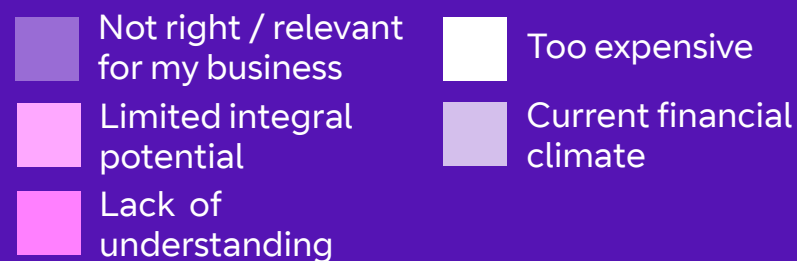 Not right / relevant
for my business
Limited integral
potential
Lack of
understanding
Too expensive
Current financial
climate